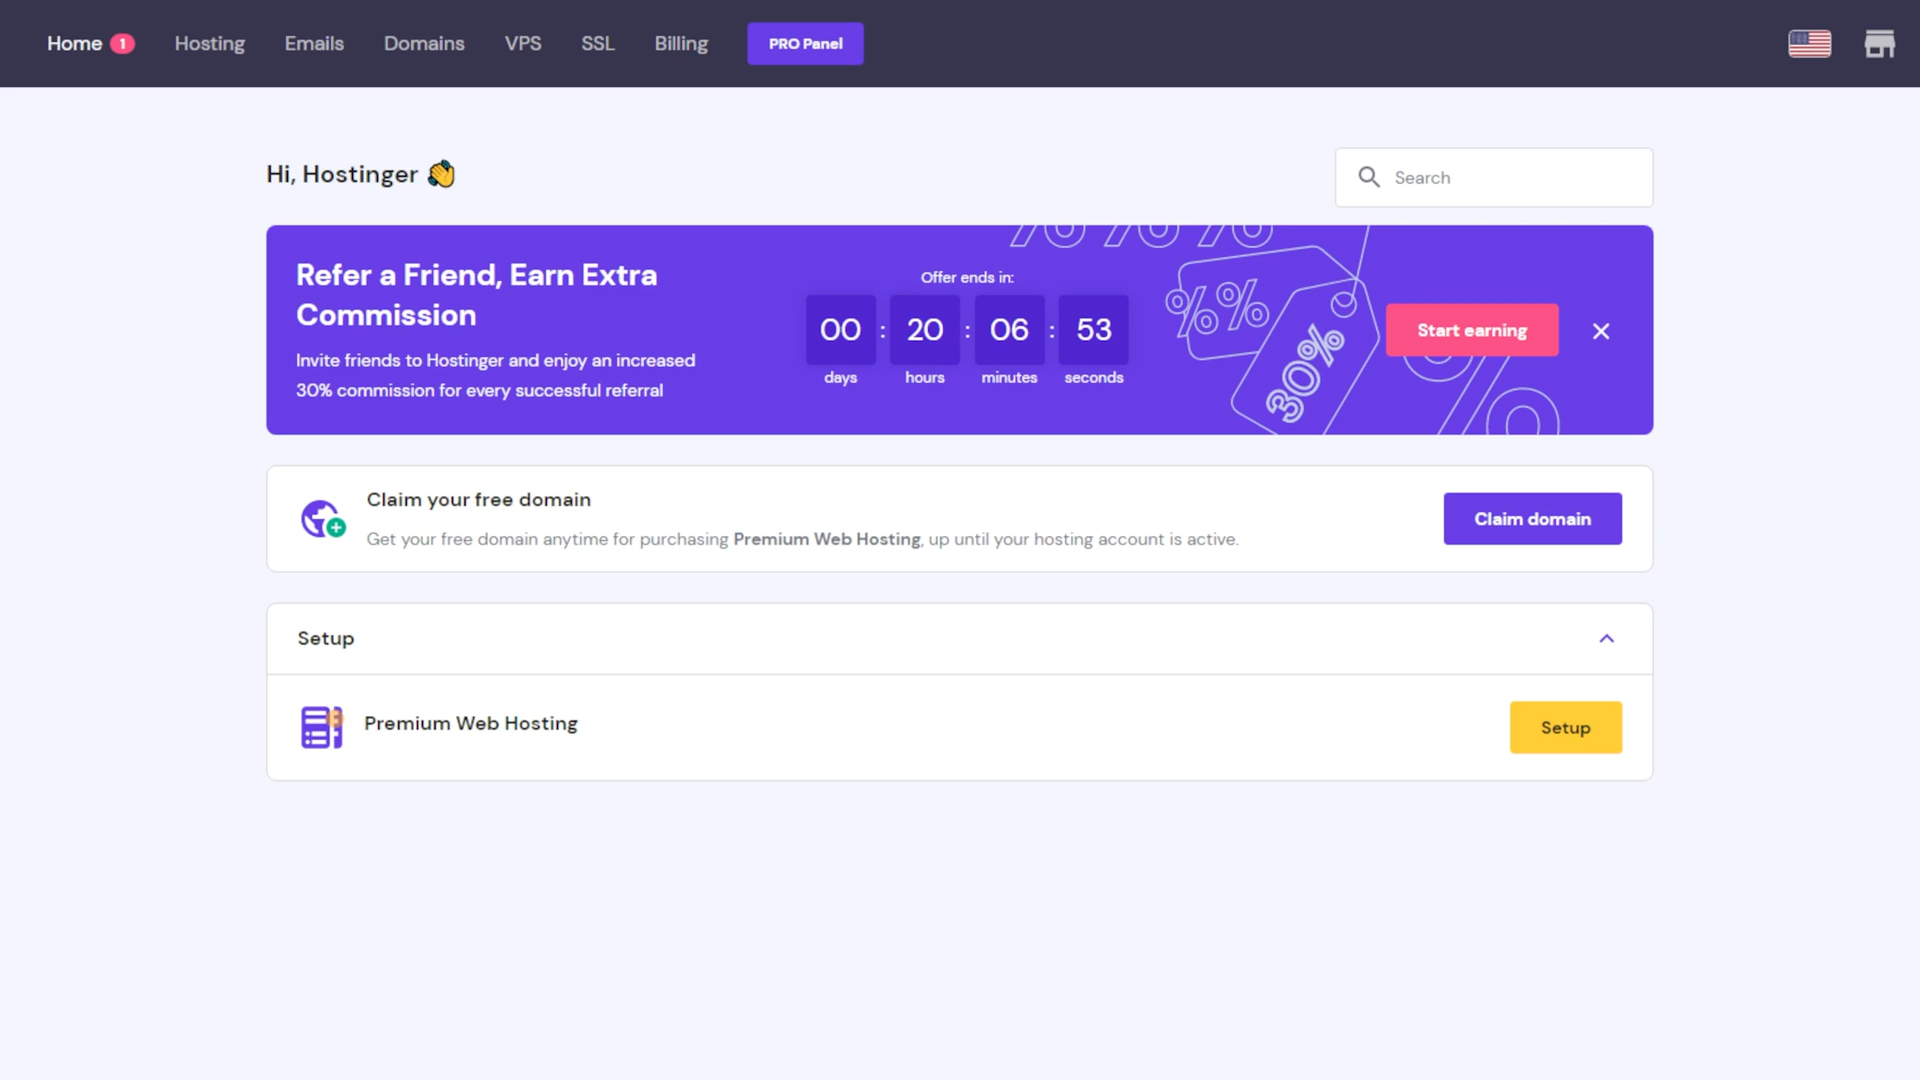 Home 1 Hosting Emails Domains VPS SSL Billing PRO Panel
Hi, Hostinger
Search
Refer a Friend, Earn Extra
Commission
Invite friends to Hostinger and enjoy an increased
30% commission for every successful referral
Offer ends in:
00 : 20 : 06 : 53
days hours minutes seconds
%%%
%%
30%
%
Start earning
Claim your free domain
Get your free domain anytime for purchasing Premium Web Hosting, up until your hosting account is active.
Claim domain
Setup
Premium Web Hosting
Setup